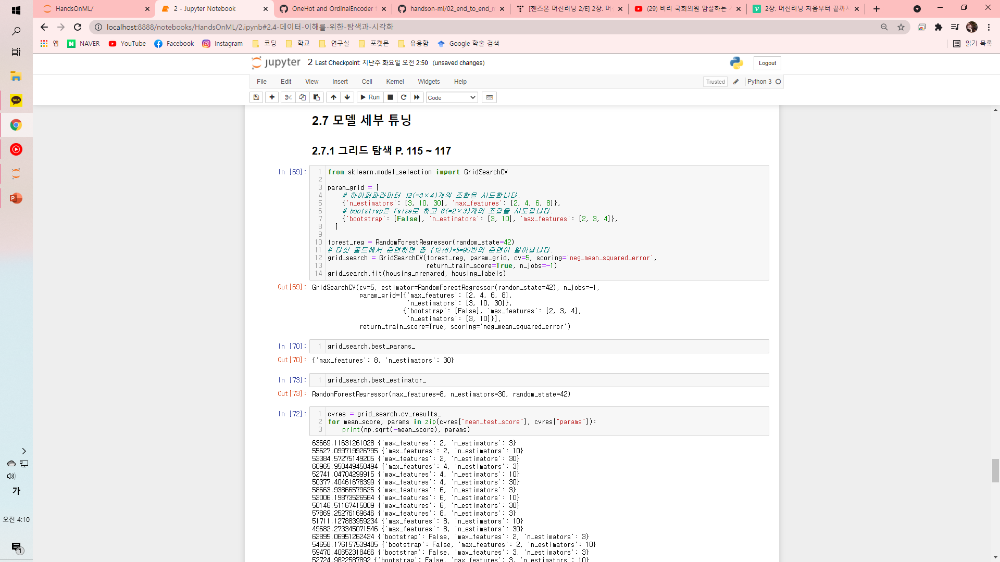 HandsOnML/
2 - Jupyter Notebook
OneHot and OrdinalEncoder f
handson-ml/02_end_to_end_n
[핸즈온 머신러닝 2/E] 2장. 머
(29) 비리 국회의원 암살하는
2장. 머신러닝 처음부터 끝까지
localhost:8888/notebooks/HandsOnML/2.ipynb#2.4-데이터-이해를-위한-탐색과-시각화
앱 NAVER YouTube Facebook Instagram 코딩 학교 연구실 포켓몬 유용함 Google 학술 검색 읽기 목록
jupyter 2 Last Checkpoint: 지난주 화요일 오전 2:50 (unsaved changes) Logout
File Edit View Insert Cell Kernel Widgets Help Trusted Python 3
Run Code
2.7 모델 세부 튜닝
2.7.1 그리드 탐색 P. 115 ~ 117
In [69]: 1 from sklearn.model_selection import GridSearchCV
2
3 param_grid = [
4 # 하이퍼파라미터 12(=3×4)개의 조합을 시도합니다.
5 {'n_estimators': [3, 10, 30], 'max_features': [2, 4, 6, 8]},
6 # bootstrap은 False로 하고 6(=2×3)개의 조합을 시도합니다.
7 {'bootstrap': [False], 'n_estimators': [3, 10], 'max_features': [2, 3, 4]},
8 ]
9
10 forest_reg = RandomForestRegressor(random_state=42)
11 # 다섯 폴드에서 훈련하면 총 (12+6)*5=90번의 훈련이 일어납니다.
12 grid_search = GridSearchCV(forest_reg, param_grid, cv=5, scoring='neg_mean_squared_error',
13 return_train_score=True, n_jobs=-1)
14 grid_search.fit(housing_prepared, housing_labels)
Out[69]: GridSearchCV(cv=5, estimator=RandomForestRegressor(random_state=42), n_jobs=-1,
param_grid=[{'max_features': [2, 4, 6, 8],
'n_estimators': [3, 10, 30]},
{'bootstrap': [False], 'max_features': [2, 3, 4],
'n_estimators': [3, 10]}],
return_train_score=True, scoring='neg_mean_squared_error')
In [70]: 1 grid_search.best_params_
Out[70]: {'max_features': 8, 'n_estimators': 30}
In [73]: 1 grid_search.best_estimator_
Out[73]: RandomForestRegressor(max_features=8, n_estimators=30, random_state=42)
In [72]: 1 cvres = grid_search.cv_results_
2 for mean_score, params in zip(cvres["mean_test_score"], cvres["params"]):
3 print(np.sqrt(-mean_score), params)
63669.11631261028 {'max_features': 2, 'n_estimators': 3}
55627.099719926795 {'max_features': 2, 'n_estimators': 10}
53384.57275149205 {'max_features': 2, 'n_estimators': 30}
60965.950449450494 {'max_features': 4, 'n_estimators': 3}
52741.04704299915 {'max_features': 4, 'n_estimators': 10}
50377.40461678399 {'max_features': 4, 'n_estimators': 30}
58663.93866579625 {'max_features': 6, 'n_estimators': 3}
52006.19873526564 {'max_features': 6, 'n_estimators': 10}
50146.51167415009 {'max_features': 6, 'n_estimators': 30}
57869.25276169646 {'max_features': 8, 'n_estimators': 3}
51711.127883959234 {'max_features': 8, 'n_estimators': 10}
49682.273345071546 {'max_features': 8, 'n_estimators': 30}
62895.06951262424 {'bootstrap': False, 'max_features': 2, 'n_estimators': 3}
54658.176157539405 {'bootstrap': False, 'max_features': 2, 'n_estimators': 10}
59470.40652318466 {'bootstrap': False, 'max_features': 3, 'n_estimators': 3}
52724.9822587892 {'bootstrap': False, 'max_features': 3, 'n_estimators': 10}
TALK
가
오전 4:10
1